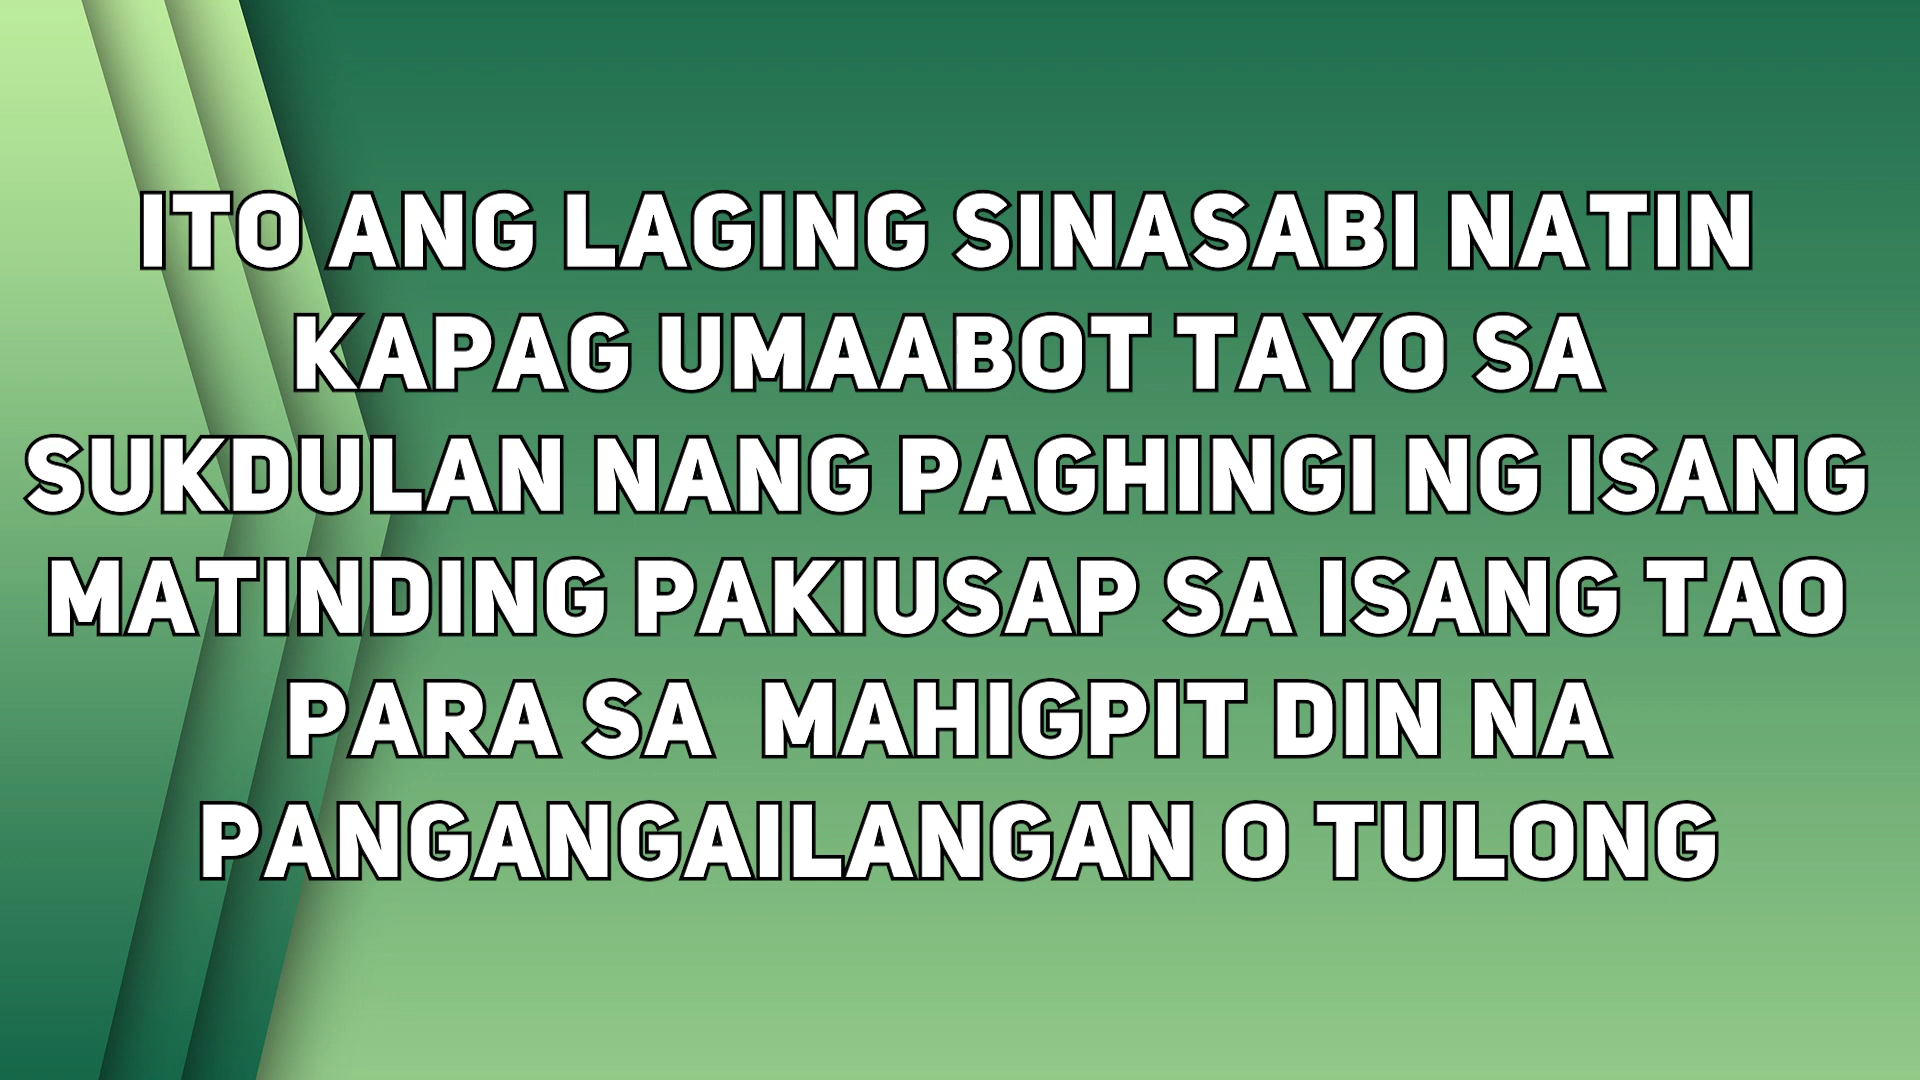 ITO ANG LAGING SINASABI NATIN
KAPAG UMAABOT TAYO SA
SUKDULAN NANG PAGHINGI NG ISANG
MATINDING PAKIUSAP SA ISANG TAO
PARA SA  MAHIGPIT DIN NA
PANGANGAILANGAN O TULONG